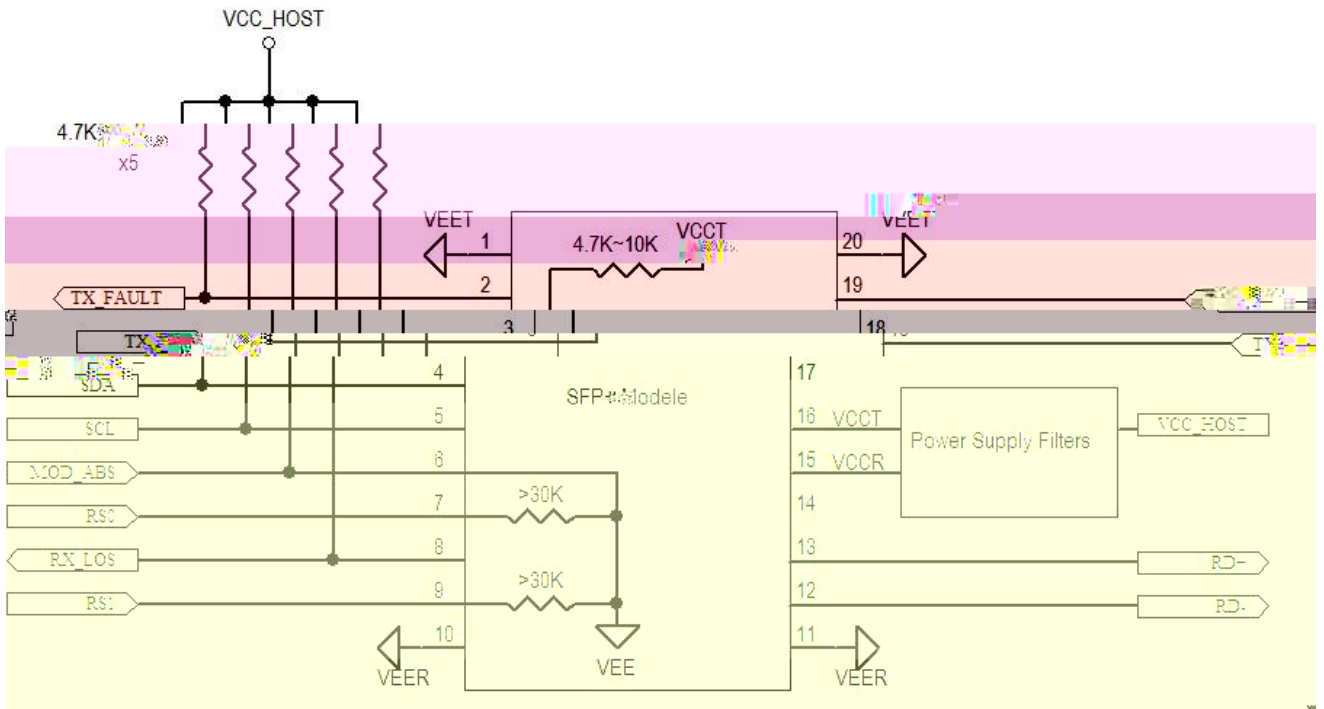 VCC_HOST
4.7K
x5
VEET
1
4.7K~10K
VCCT
20
VEET
TX_FAULT
2
19
3
18
SDA
4
17
SCL
5
16
VCCT
Power Supply Filters
VCC_HOST
MOD_ABS
6
15
VCCR
RS0
7
>30K
14
RX_LOS
8
13
RD+
RS1
9
>30K
12
RD-
10
11
VEER
VEE
VEER